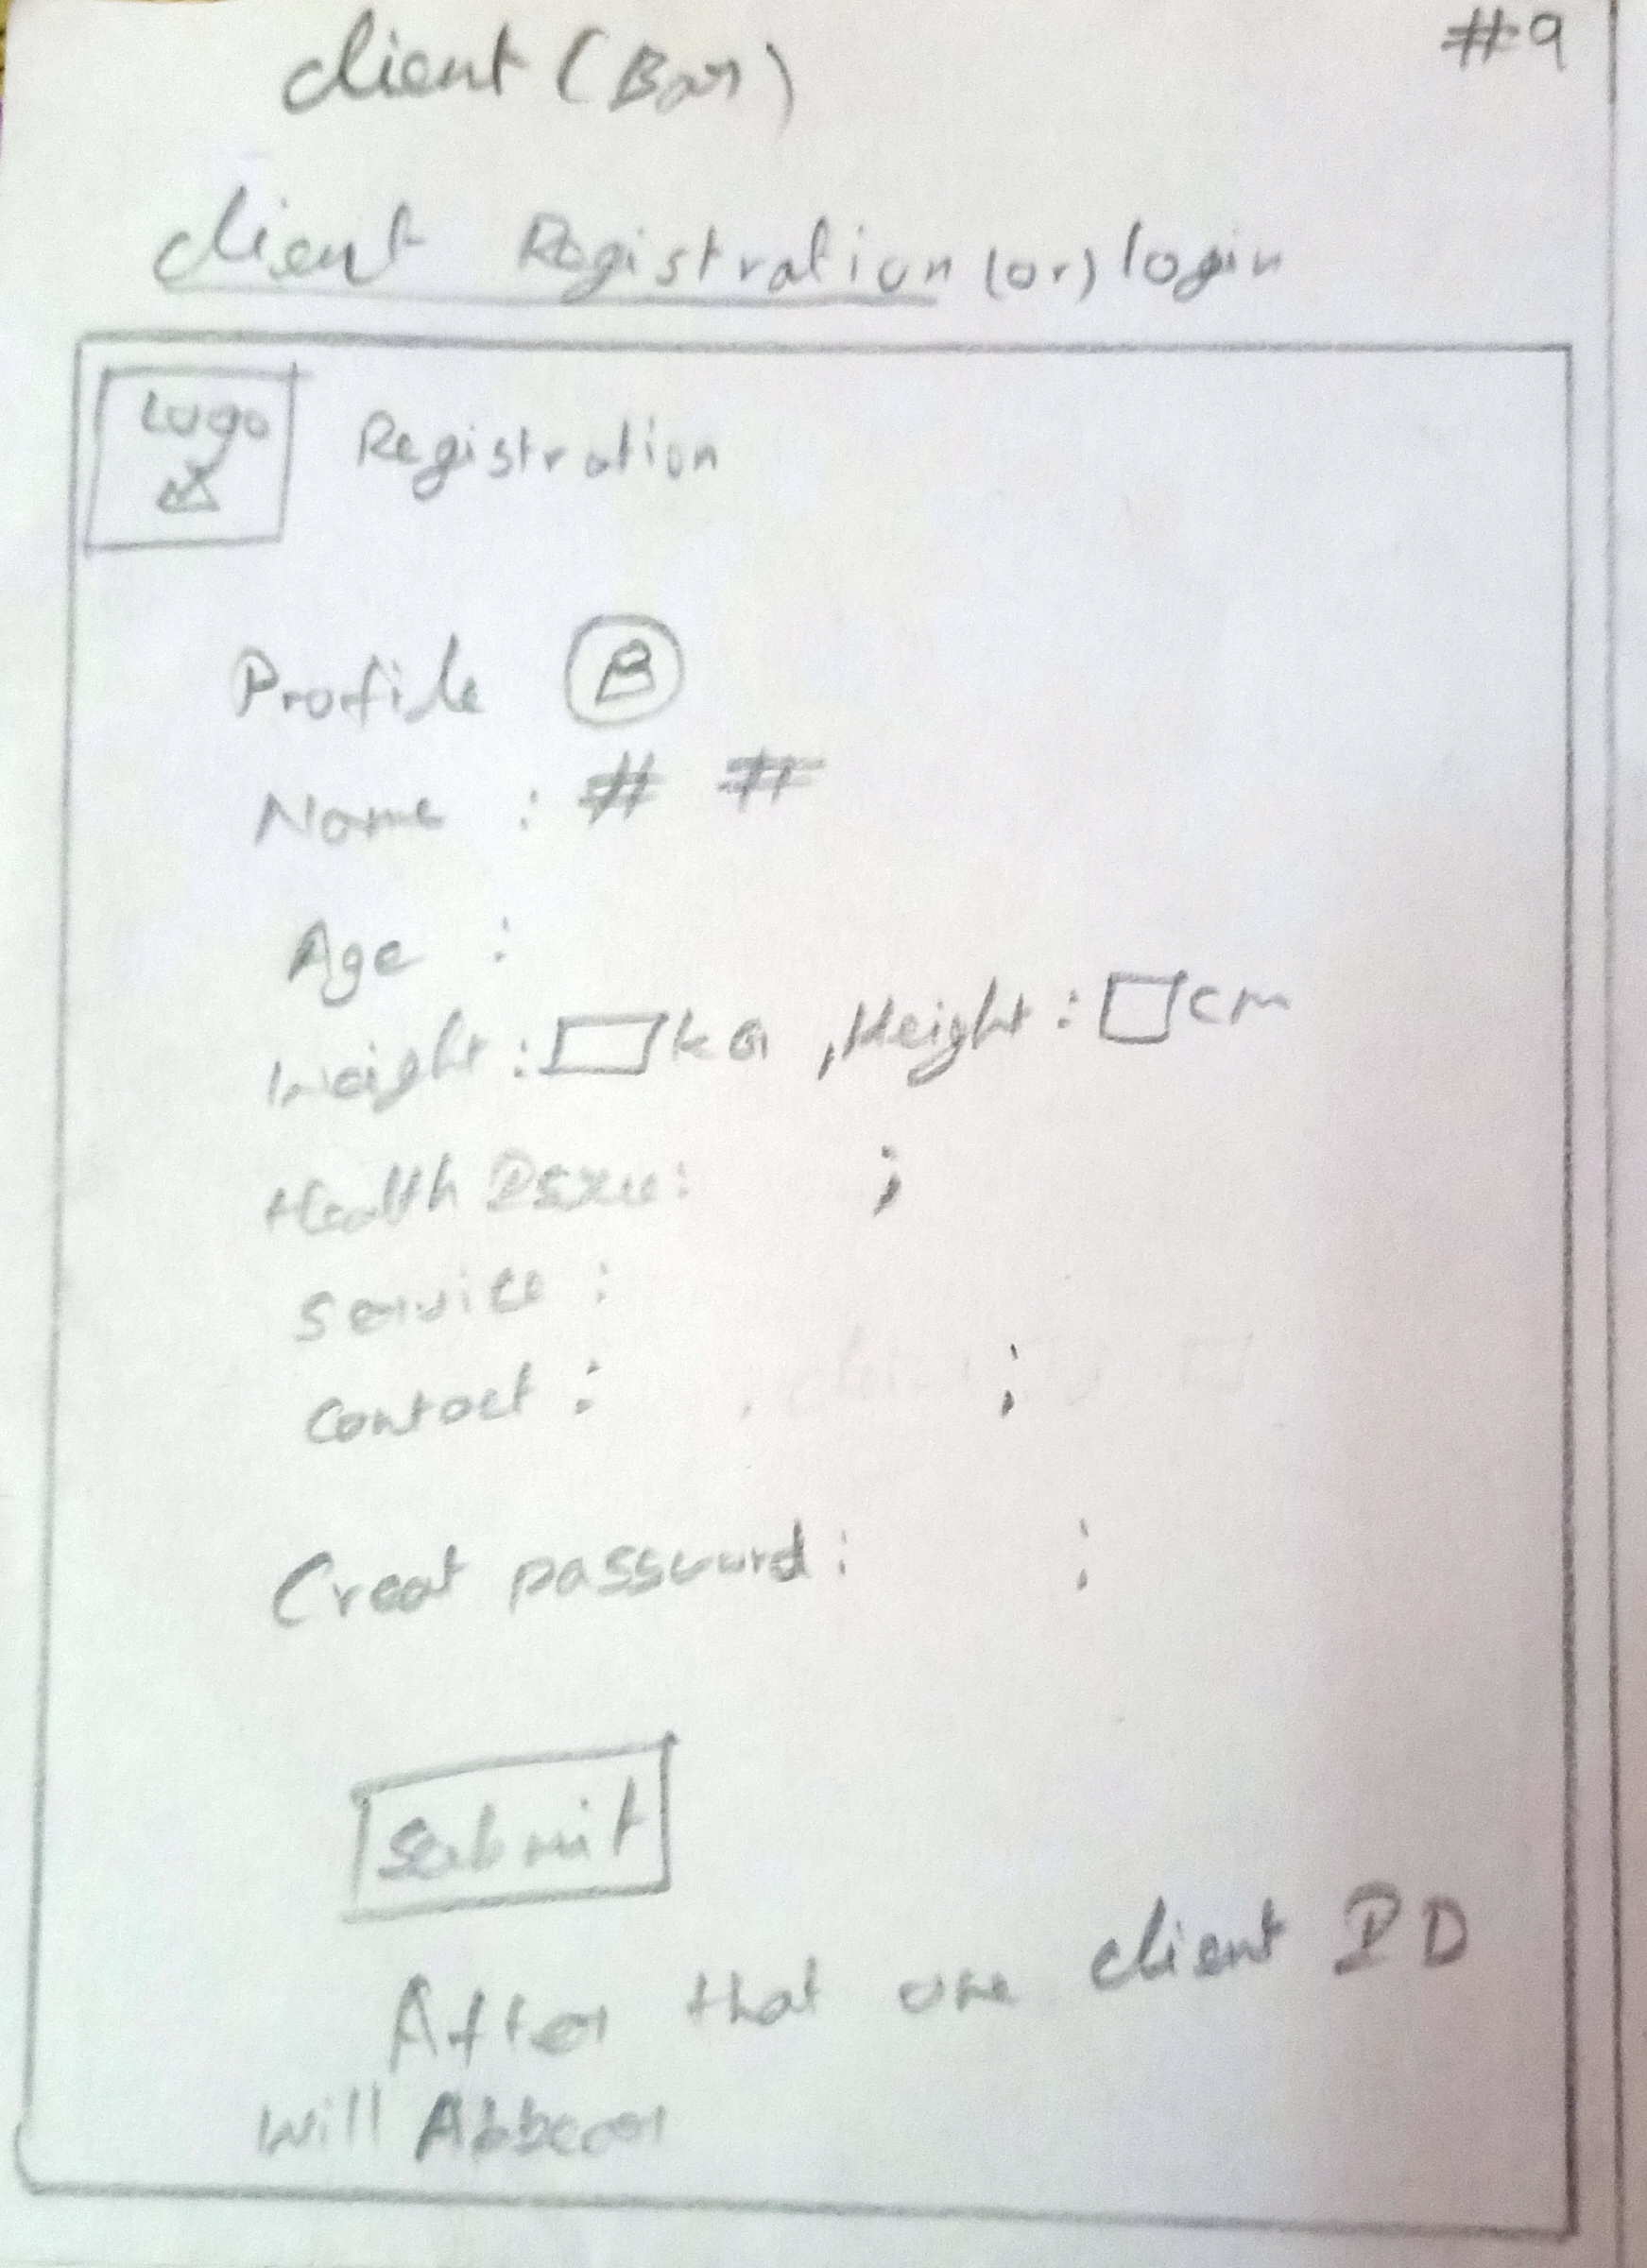 client (Bar)
#9
client Registration (or) login
Logo
Registration
Profile
Name : # #
Age :
Weight : kg , Height : cm
Health Issue : ;
Service :
Contact : ;
Creat password : :
Submit
After that one client ID
will Abbear